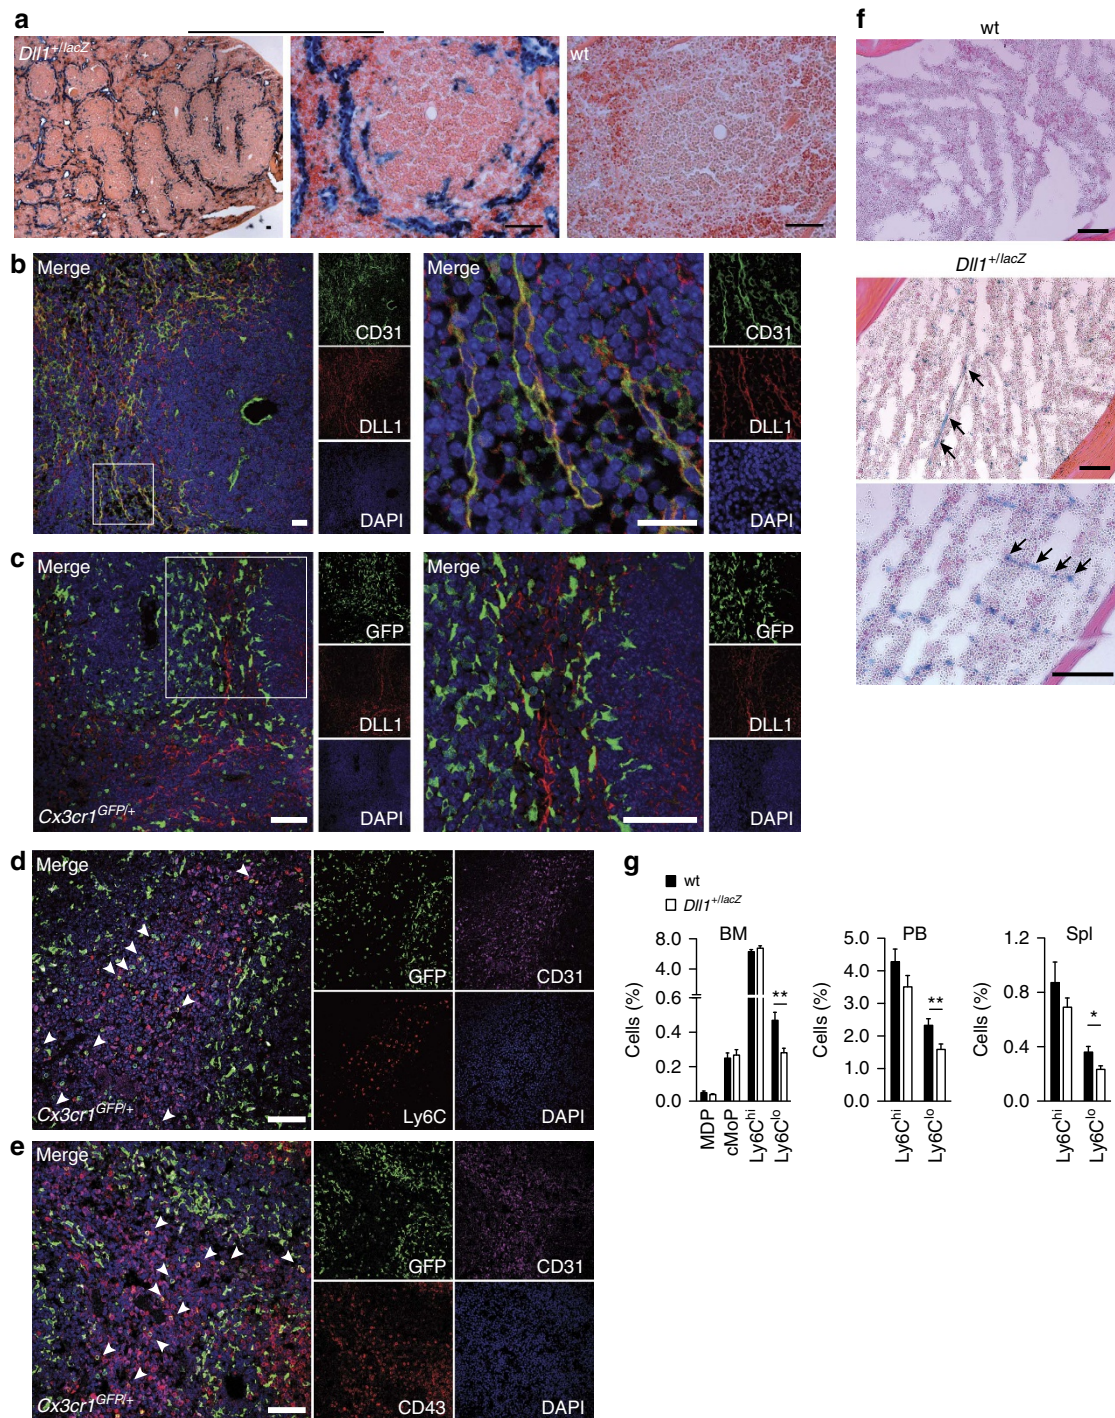 a
Dll1+/lacZ
wt
b
Merge
CD31
DLL1
DAPI
Merge
CD31
DLL1
DAPI
c
Merge
Cx3cr1GFP/+
GFP
DLL1
DAPI
Merge
GFP
DLL1
DAPI
d
Merge
Cx3cr1GFP/+
GFP
CD31
Ly6C
DAPI
e
Merge
Cx3cr1GFP/+
GFP
CD31
CD43
DAPI
f
wt
Dll1+/lacZ
g
wt
Dll1+/lacZ
BM
Cells (%)
8.0
4.0
0.6
0.4
0.2
0.0
**
MDP
cMoP
Ly6Chi
Ly6Clo
PB
Cells (%)
5.0
4.0
3.0
2.0
1.0
0.0
**
Ly6Chi
Ly6Clo
Spl
Cells (%)
1.2
0.8
0.4
0.0
*
Ly6Chi
Ly6Clo